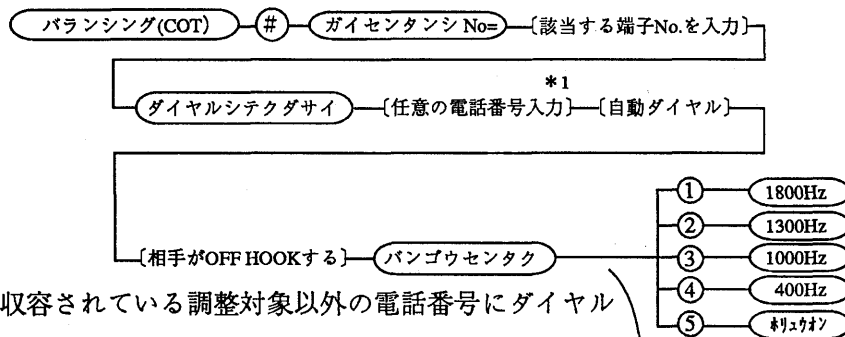 バランシング(COT) # ガイセンタンシ No= 〔該当する端子No.を入力〕
*1
ダイヤルシテクダサイ 〔任意の電話番号入力〕 〔自動ダイヤル〕
① 1800Hz
② 1300Hz
〔相手がOFF HOOKする〕 バンゴウセンタク ③ 1000Hz
④ 400Hz
収容されている調整対象以外の電話番号にダイヤル
⑤ ホリュウオン